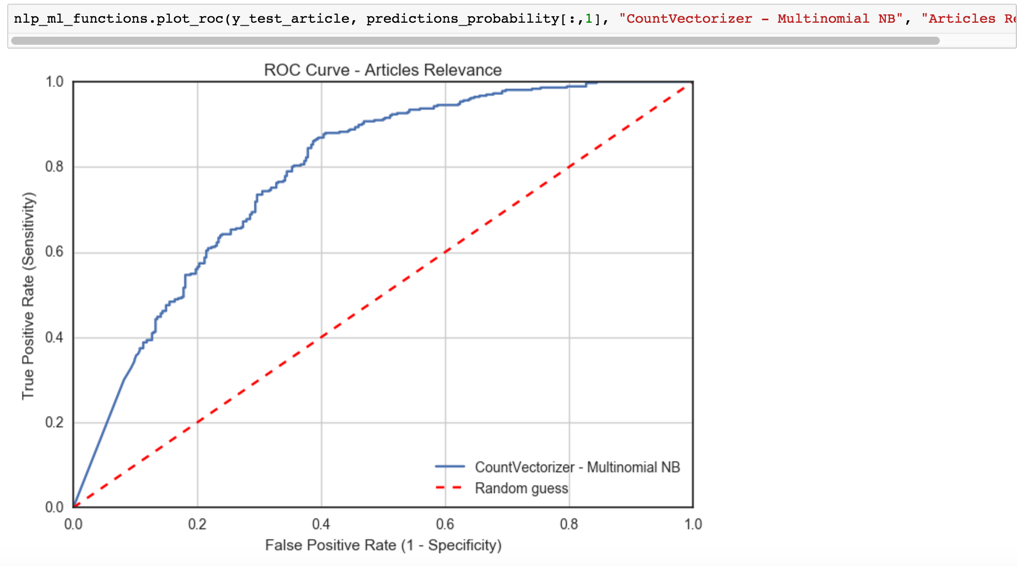 nlp_ml_functions.plot_roc(y_test_article, predictions_probability[:,1], "CountVectorizer - Multinomial NB", "Articles
ROC Curve - Articles Relevance
1.0
0.8
0.6
0.4
0.2
0.0
True Positive Rate (Sensitivity)
CountVectorizer - Multinomial NB
Random guess
0.0 0.2 0.4 0.6 0.8 1.0
False Positive Rate (1 - Specificity)